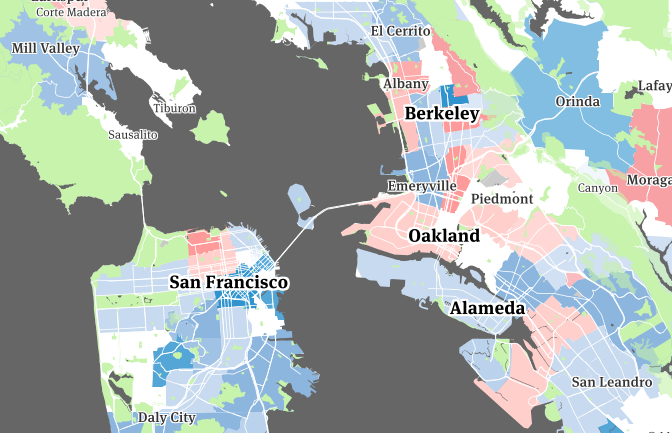 Corte Madera
El Cerrito
Mill Valley
Albany
Orinda
Tiburon
Berkeley
Sausalito
Emeryville
Moraga
Canyon
Piedmont
Oakland
San Francisco
Alameda
San Leandro
Daly City